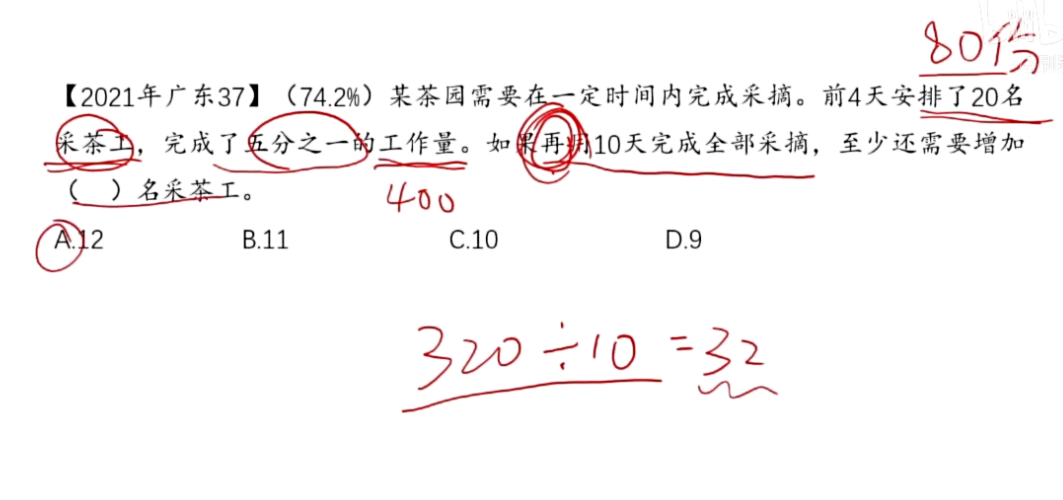 80份
【2021年广东37】（74.2%）某茶园需要在一定时间内完成采摘。前4天安排了20名
采茶工，完成了五分之一的工作量。如果再用10天完成全部采摘，至少还需要增加
（ ）名采茶工。
400
A.12 B.11 C.10 D.9
320÷10=32